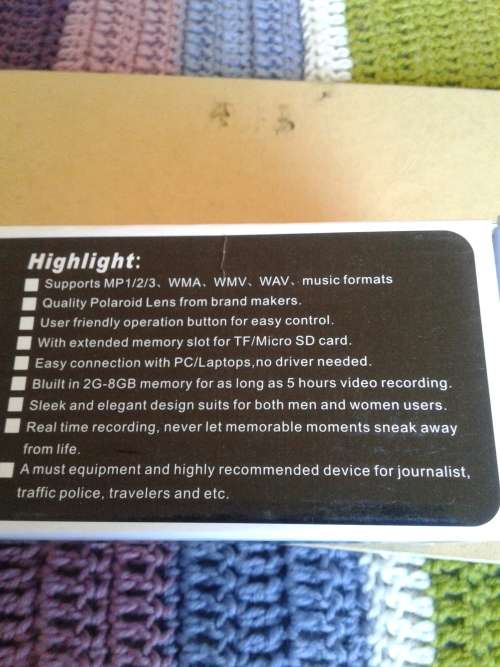 Highlight:
Supports MP1/2/3、WMA、WMV、WAV、music formats
Quality Polaroid Lens from brand makers.
User friendly operation button for easy control.
With extended memory slot for TF/Micro SD card.
Easy connection with PC/Laptops,no driver needed.
Bluilt in 2G-8GB memory for as long as 5 hours video recording.
Sleek and elegant design suits for both men and women users.
Real time recording, never let memorable moments sneak away
from life.
A must equipment and highly recommended device for journalist,
traffic police, travelers and etc.